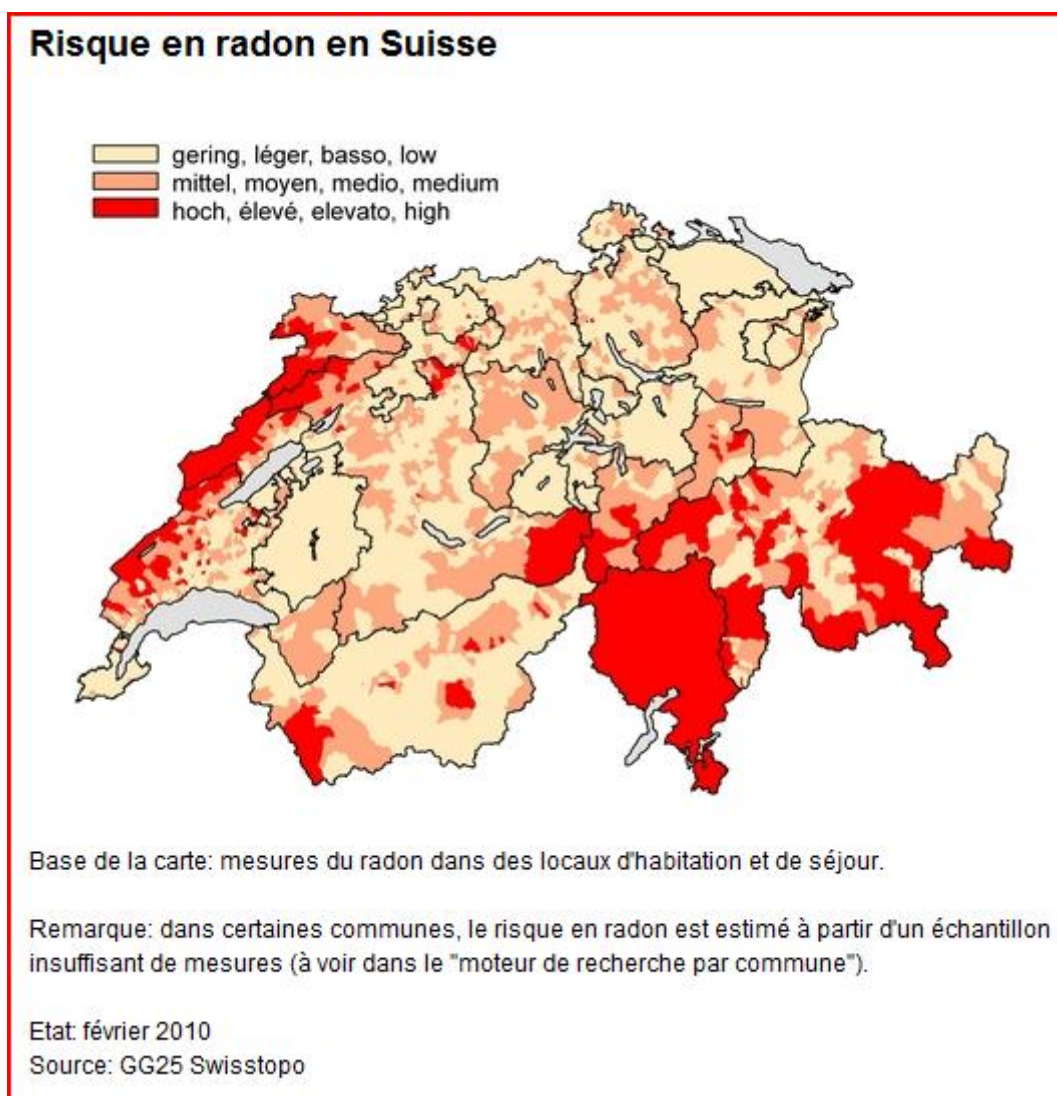 Risque en radon en Suisse
gering, léger, basso, low
mittel, moyen, medio, medium
hoch, élevé, elevato, high
Base de la carte: mesures du radon dans des locaux d'habitation et de séjour.
Remarque: dans certaines communes, le risque en radon est estimé à partir d'un échantillon
insuffisant de mesures (à voir dans le "moteur de recherche par commune").
Etat: février 2010
Source: GG25 Swisstopo